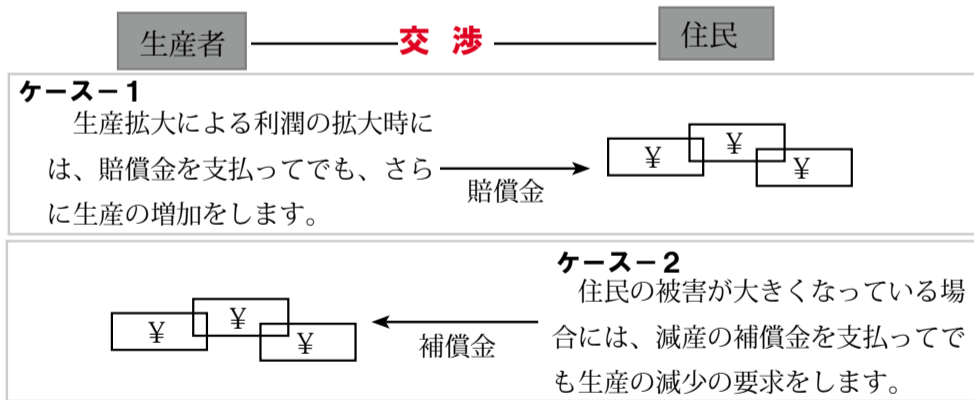 生産者
交渉
住民
ケース－1
生産拡大による利潤の拡大時に
は、賠償金を支払ってでも、さら
に生産の増加をします。
賠償金
¥
¥
¥
ケース－2
住民の被害が大きくなっている場
合には、減産の補償金を支払ってで
も生産の減少の要求をします。
補償金
¥
¥
¥